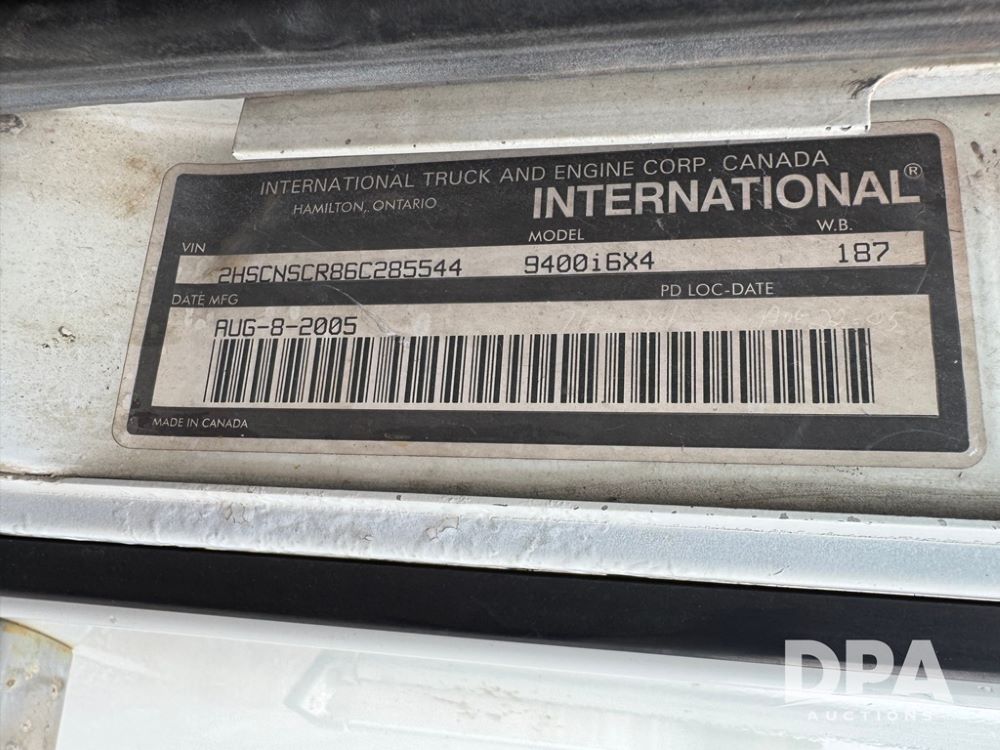 INTERNATIONAL TRUCK AND ENGINE CORP. CANADA
HAMILTON, ONTARIO
INTERNATIONAL®
VIN MODEL W.B.
2HSCNSCR86C285544 9400i6X4 187
DATE MFG PD LOC-DATE
AUG-8-2005
MADE IN CANADA
DPA
AUCTIONS